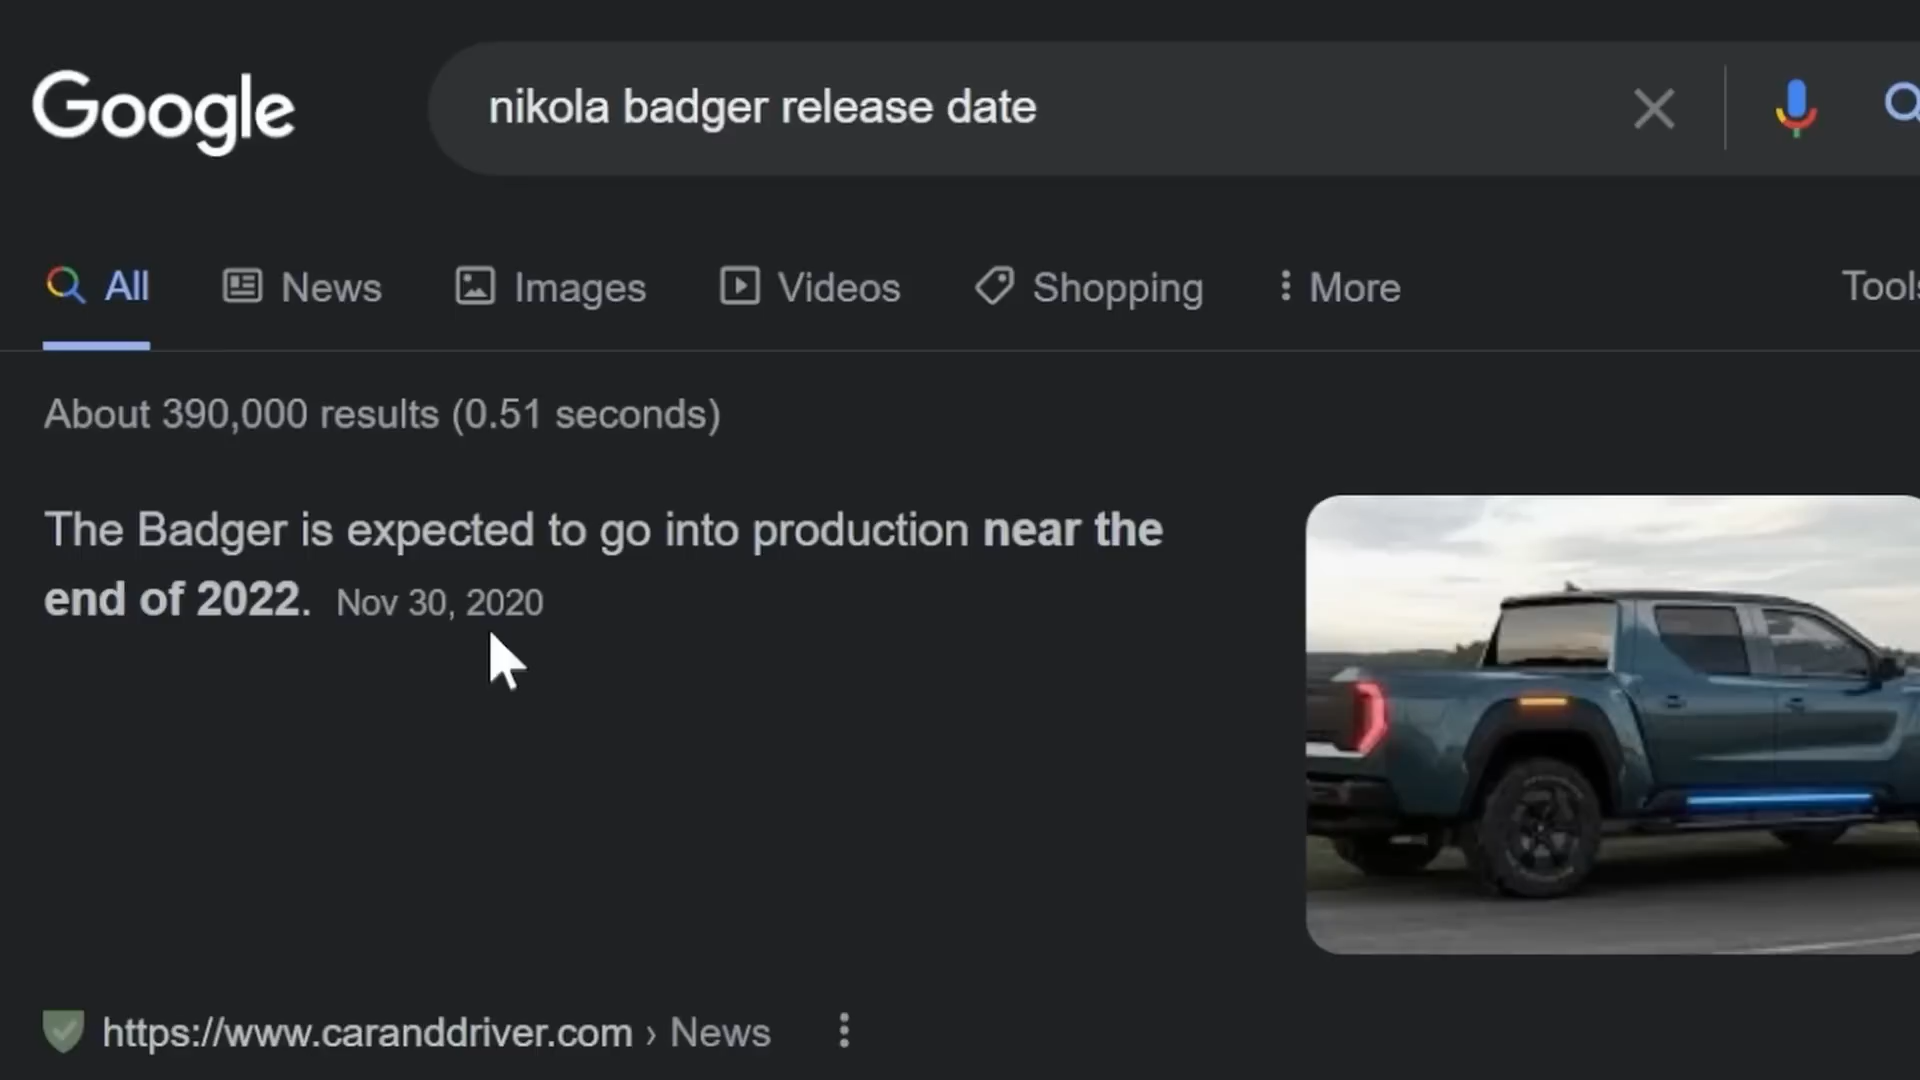 Google
nikola badger release date
All News Images Videos Shopping More Tools
About 390,000 results (0.51 seconds)
The Badger is expected to go into production near the
end of 2022. Nov 30, 2020
https://www.caranddriver.com › News